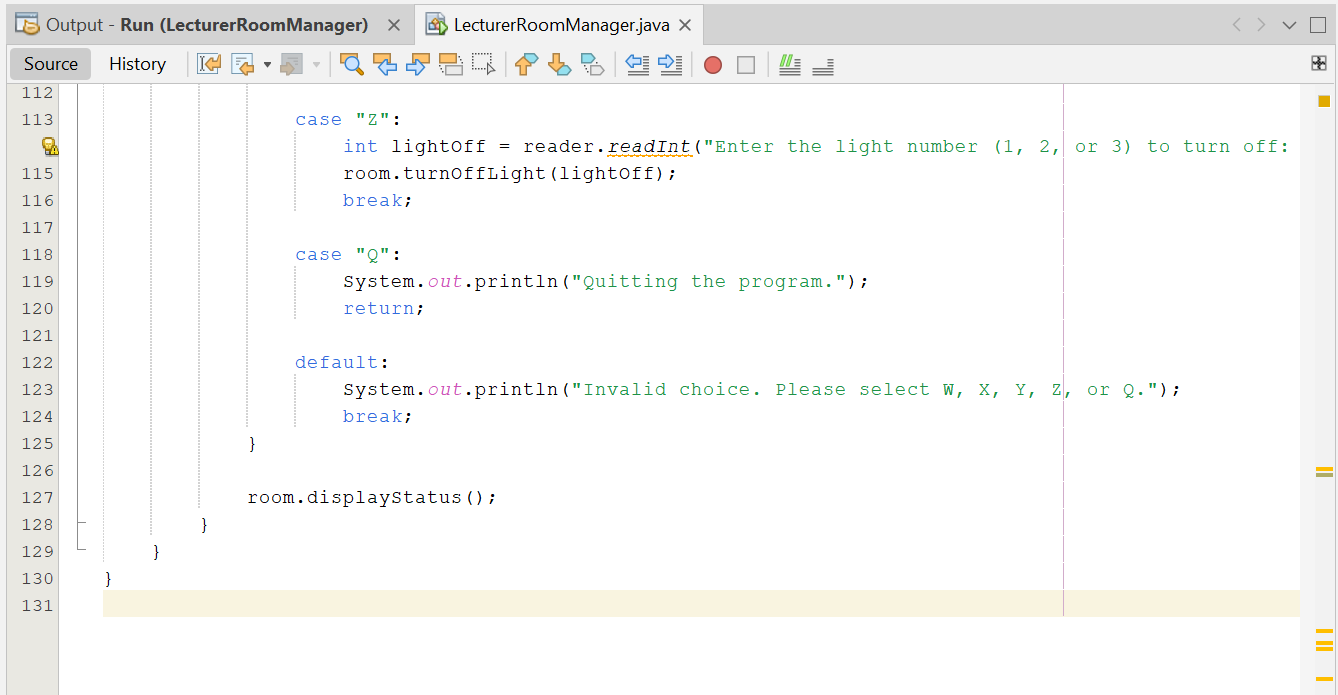 Output - Run (LecturerRoomManager) × LecturerRoomManager.java ×
Source History
112
113 case "Z":
int lightOff = reader.readInt("Enter the light number (1, 2, or 3) to turn off:
115 room.turnOffLight(lightOff);
116 break;
117
118 case "Q":
119 System.out.println("Quitting the program.");
120 return;
121
122 default:
123 System.out.println("Invalid choice. Please select W, X, Y, Z, or Q.");
124 break;
125 }
126
127 room.displayStatus();
128 }
129 }
130 }
131